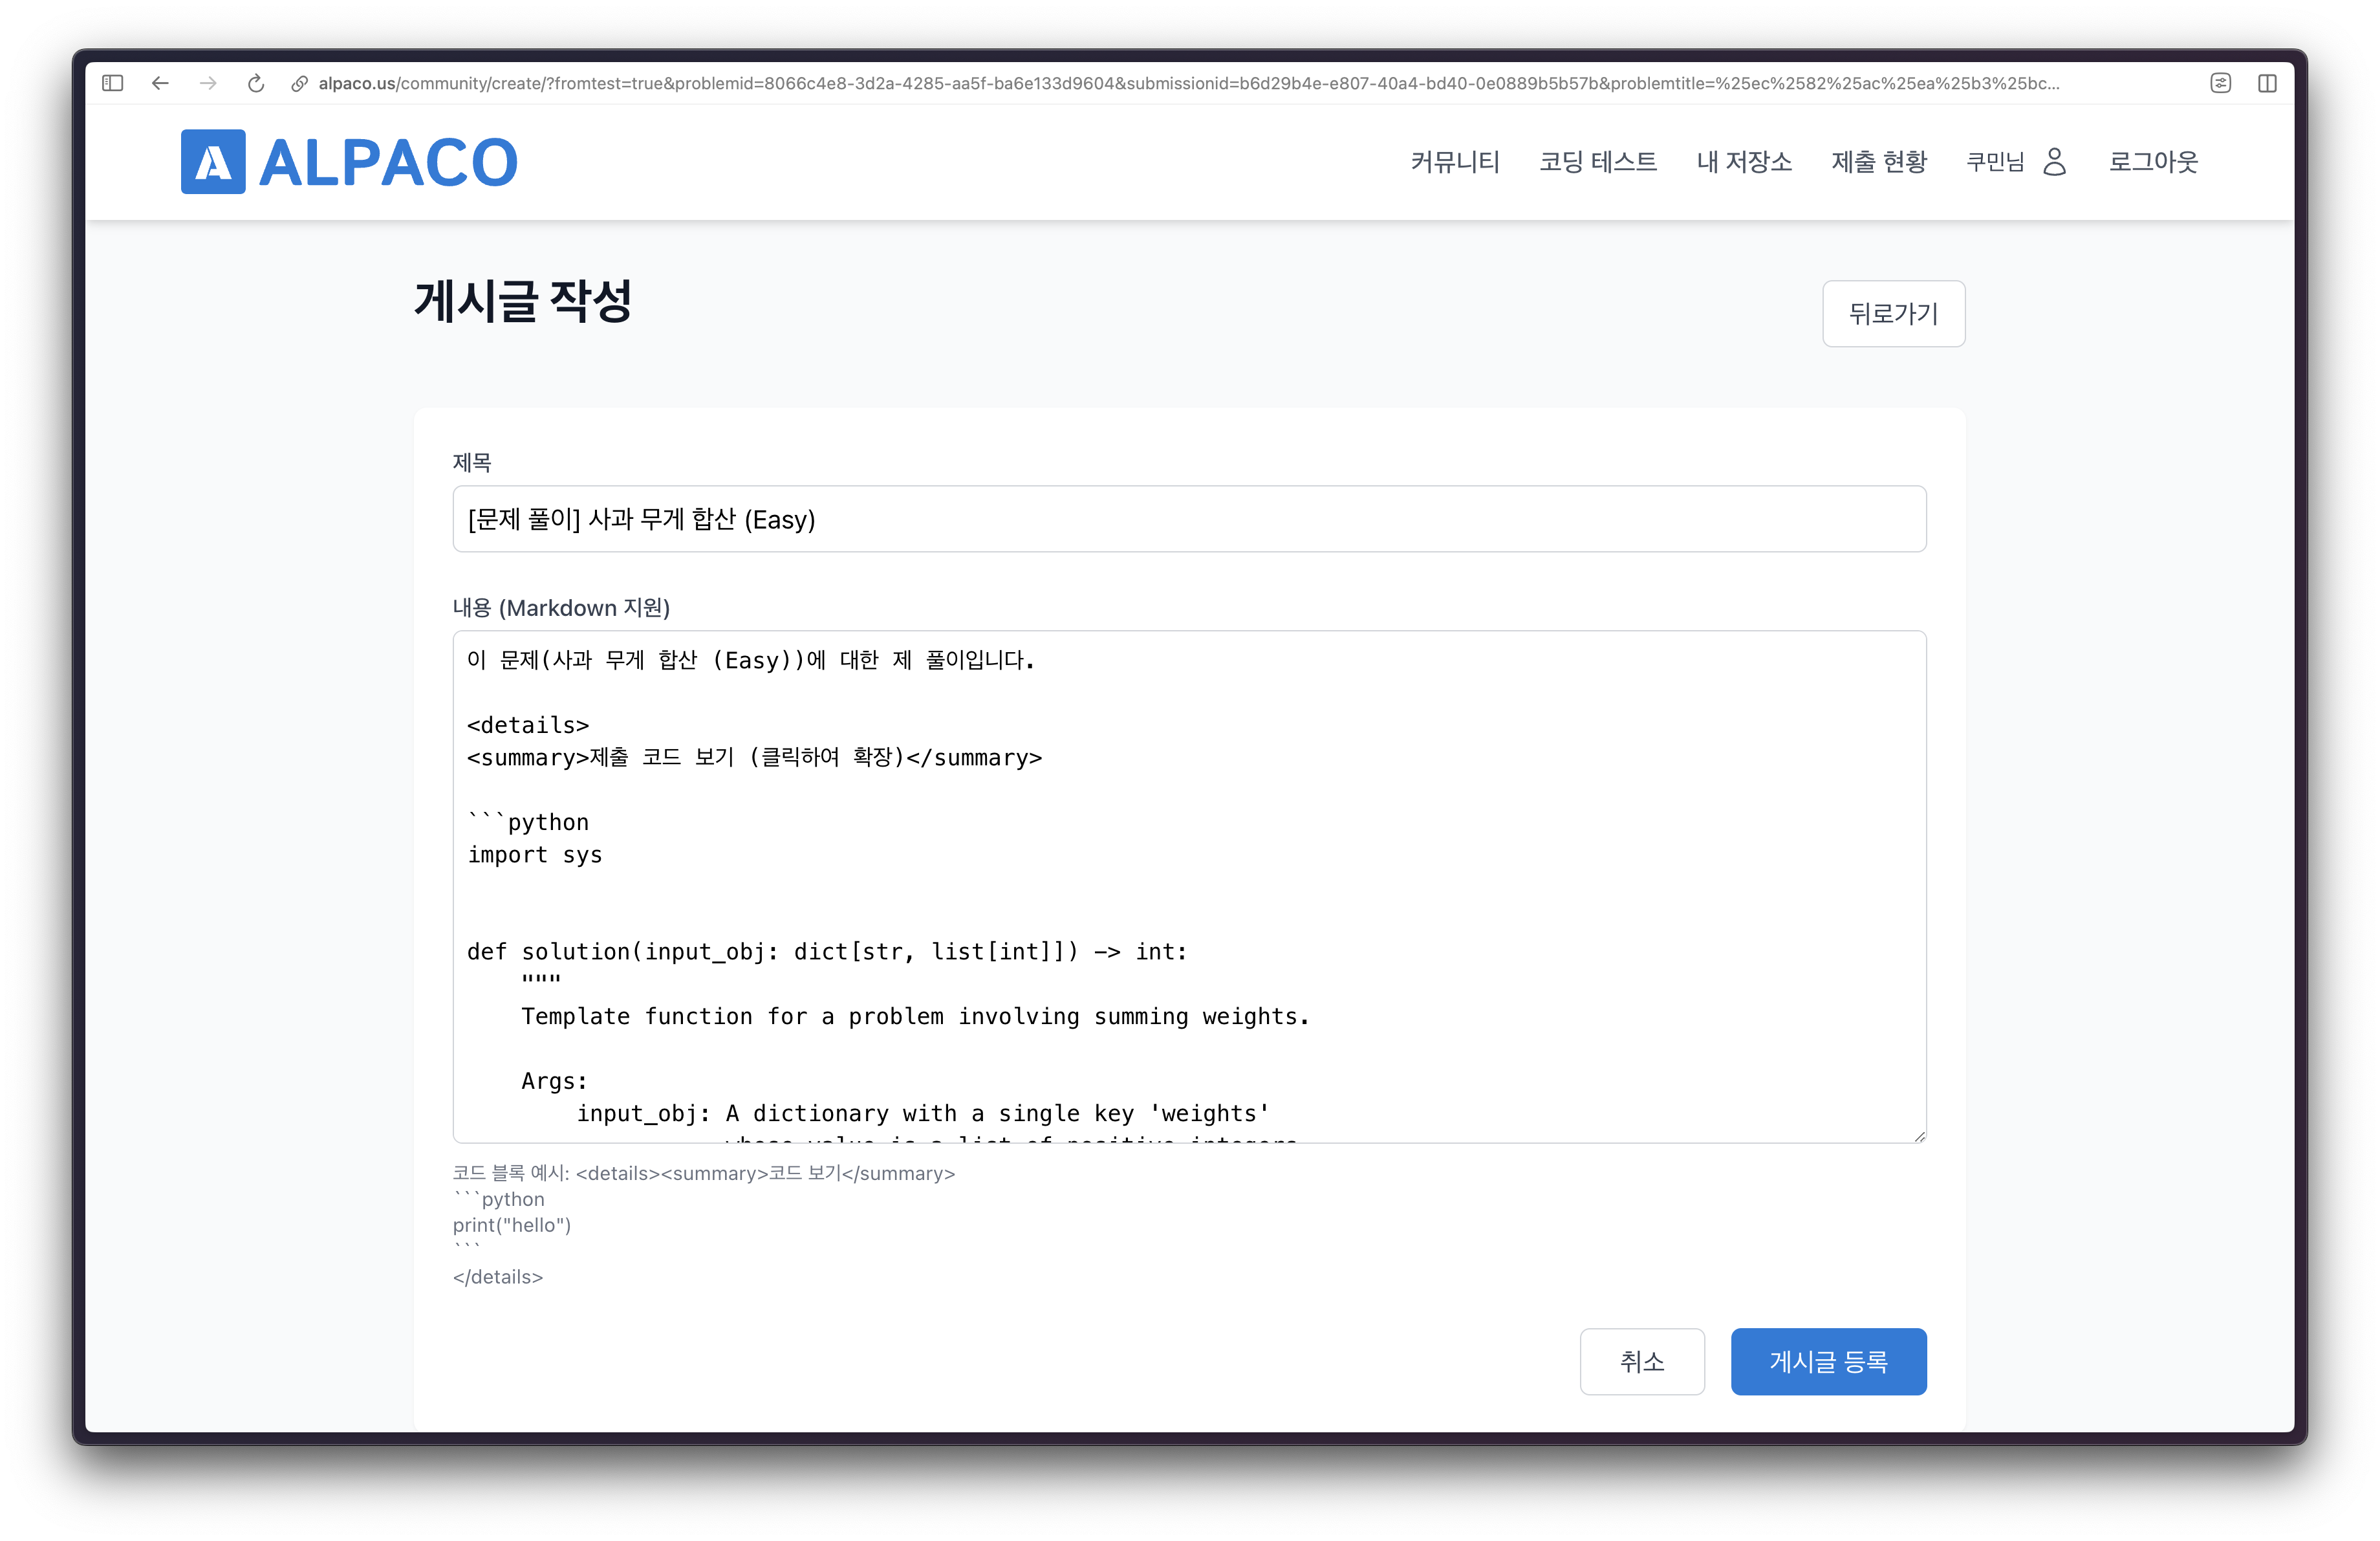 alpaco.us/community/create/?fromtest=true&problemid=8066c4e8-3d2a-4285-aa5f-ba6e133d9604&submissionid=b6d29b4e-e807-40a4-bd40-0e0889b5b57b&problemtitle=%25ec%2582%25ac%25ea%25b3%25bc...
A ALPACO
커뮤니티 코딩 테스트 내 저장소 제출 현황 쿠민님 로그아웃
게시글 작성
뒤로가기
제목
[문제 풀이] 사과 무게 합산 (Easy)
내용 (Markdown 지원)
이 문제(사과 무게 합산 (Easy))에 대한 제 풀이입니다.
<details>
<summary>제출 코드 보기 (클릭하여 확장)</summary>
```python
import sys
def solution(input_obj: dict[str, list[int]]) -> int:
"""
Template function for a problem involving summing weights.
Args:
input_obj: A dictionary with a single key 'weights'
whose value is a list of positive integers
코드 블록 예시: <details><summary>코드 보기</summary>
```python
print("hello")
```
</details>
취소 게시글 등록